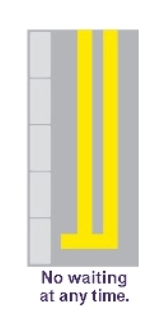 No waiting
at any time.